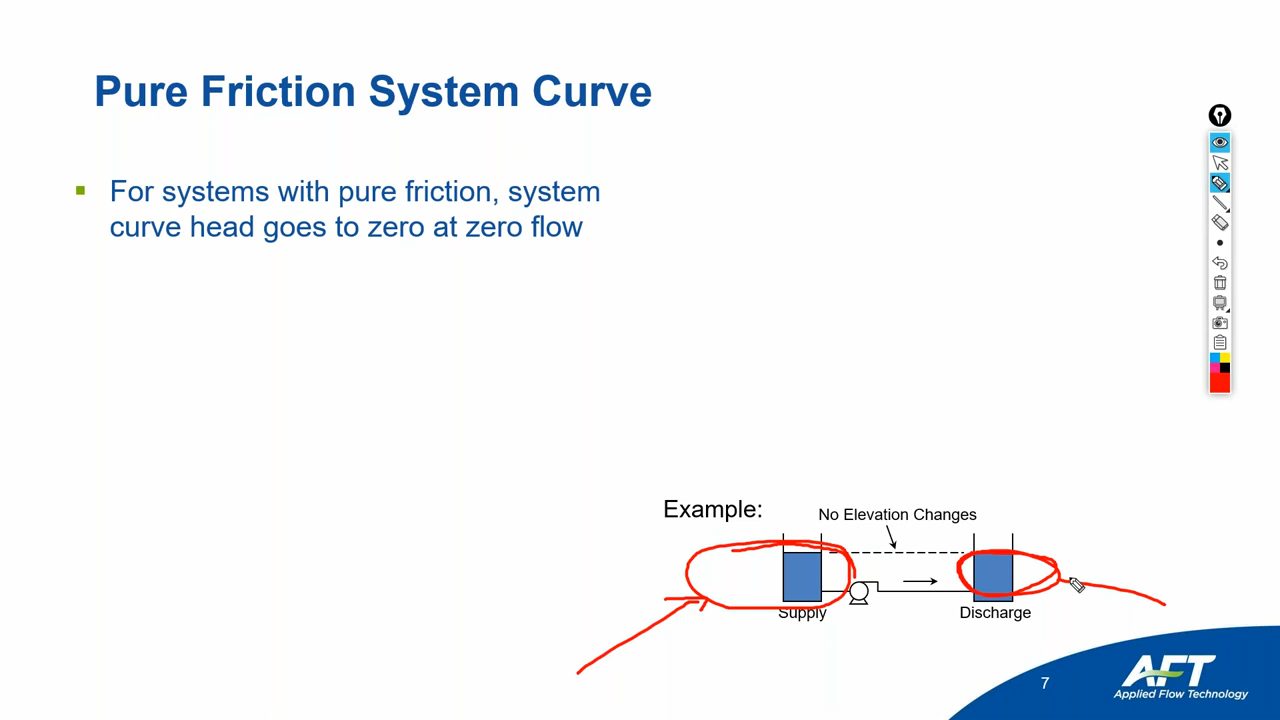 Pure Friction System Curve
For systems with pure friction, system
curve head goes to zero at zero flow
Example:
No Elevation Changes
Supply
Discharge
7
AFT
Applied Flow Technology